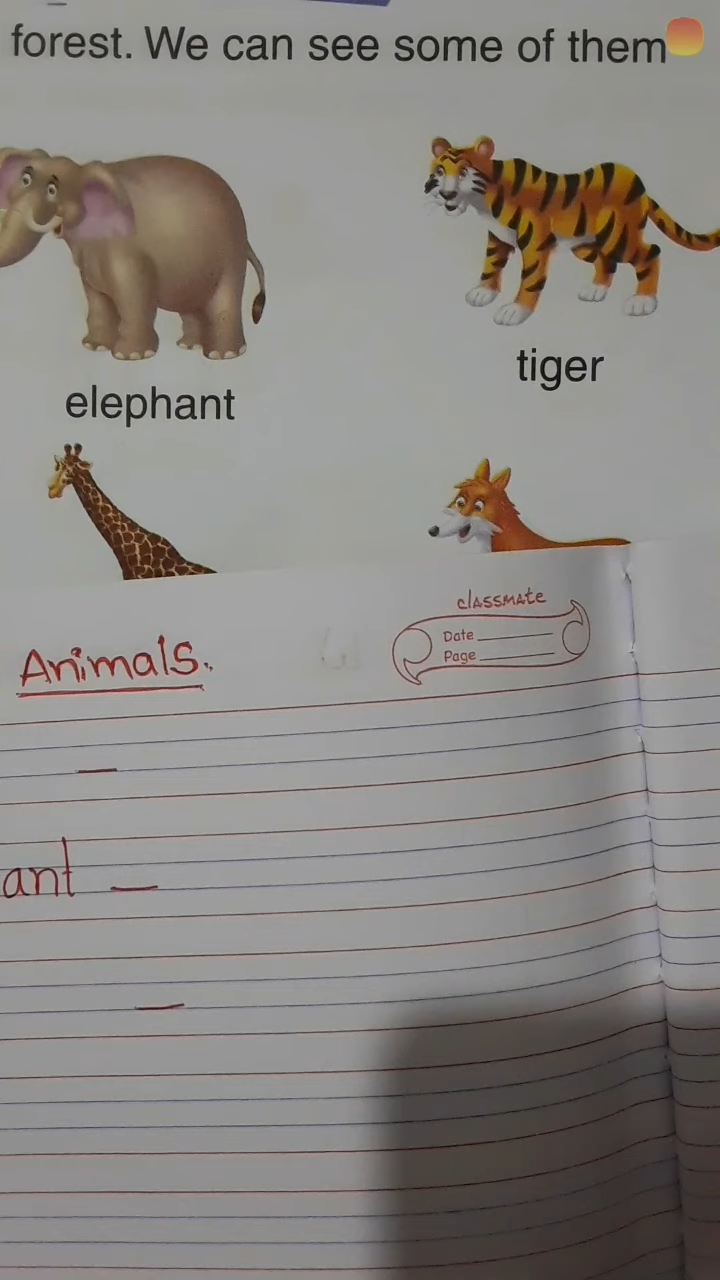 forest. We can see some of them
elephant
tiger
classmate
Date
Page
Animals.
ant